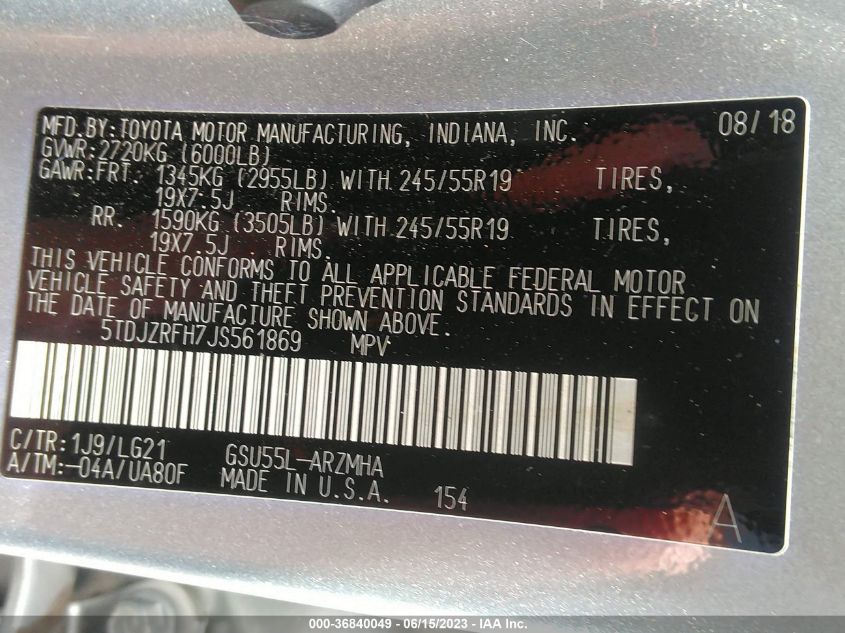 MFD.BY:TOYOTA MOTOR MANUFACTURING, INDIANA, INC. 08/18
GVWR:2720KG (6000LB)
GAWR:FRT. 1345KG (2955LB) WITH 245/55R19 TIRES,
19X7.5J RIMS.
RR. 1590KG (3505LB) WITH 245/55R19 TIRES,
19X7.5J RIMS.
THIS VEHICLE CONFORMS TO ALL APPLICABLE FEDERAL MOTOR
VEHICLE SAFETY AND THEFT PREVENTION STANDARDS IN EFFECT ON
THE DATE OF MANUFACTURE SHOWN ABOVE.
5TDJZRFH7JS561869 MPV
C/TR:1J9/LG21 GSU55L-ARZMHA
A/TM:-04A/UA80F MADE IN U.S.A. 154
A
000-36840049 - 06/15/2023 - IAA Inc.